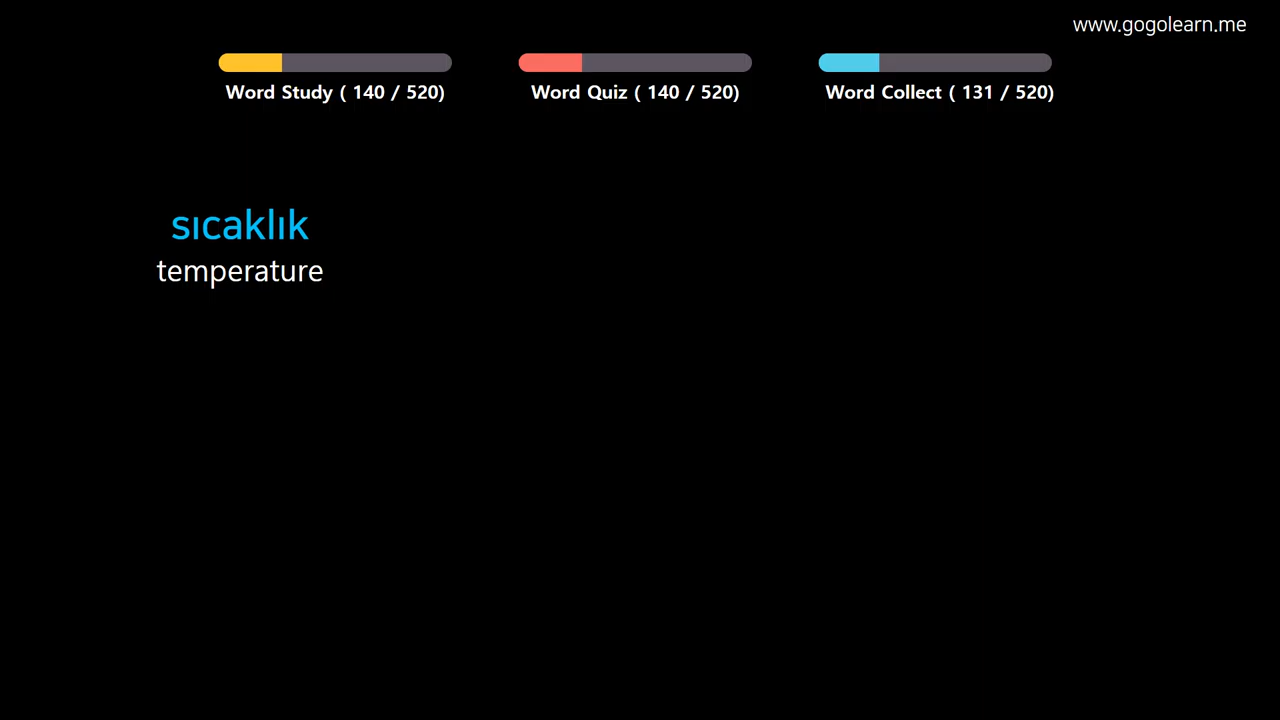 www.gogolearn.me
Word Study ( 140 / 520)
Word Quiz ( 140 / 520)
Word Collect ( 131 / 520)
sıcaklık
temperature